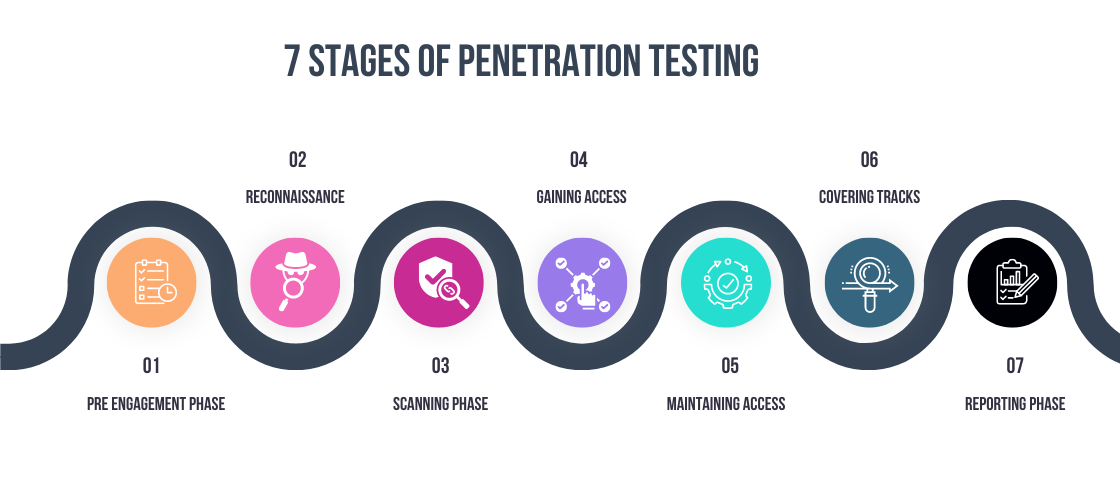 7 STAGES OF PENETRATION TESTING
01
PRE ENGAGEMENT PHASE
02
RECONNAISSANCE
03
SCANNING PHASE
04
GAINING ACCESS
05
MAINTAINING ACCESS
06
COVERING TRACKS
07
REPORTING PHASE